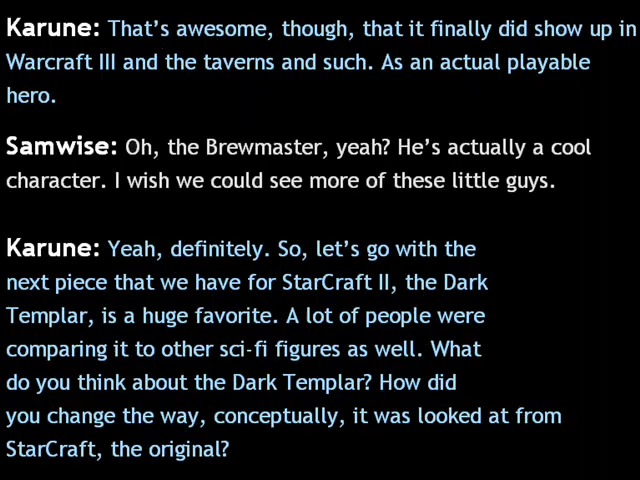 Karune: That's awesome, though, that it finally did show up in
Warcraft III and the taverns and such. As an actual playable
hero.
Samwise: Oh, the Brewmaster, yeah? He's actually a cool
character. I wish we could see more of these little guys.
Karune: Yeah, definitely. So, let's go with the
next piece that we have for StarCraft II, the Dark
Templar, is a huge favorite. A lot of people were
comparing it to other sci-fi figures as well. What
do you think about the Dark Templar? How did
you change the way, conceptually, it was looked at from
StarCraft, the original?